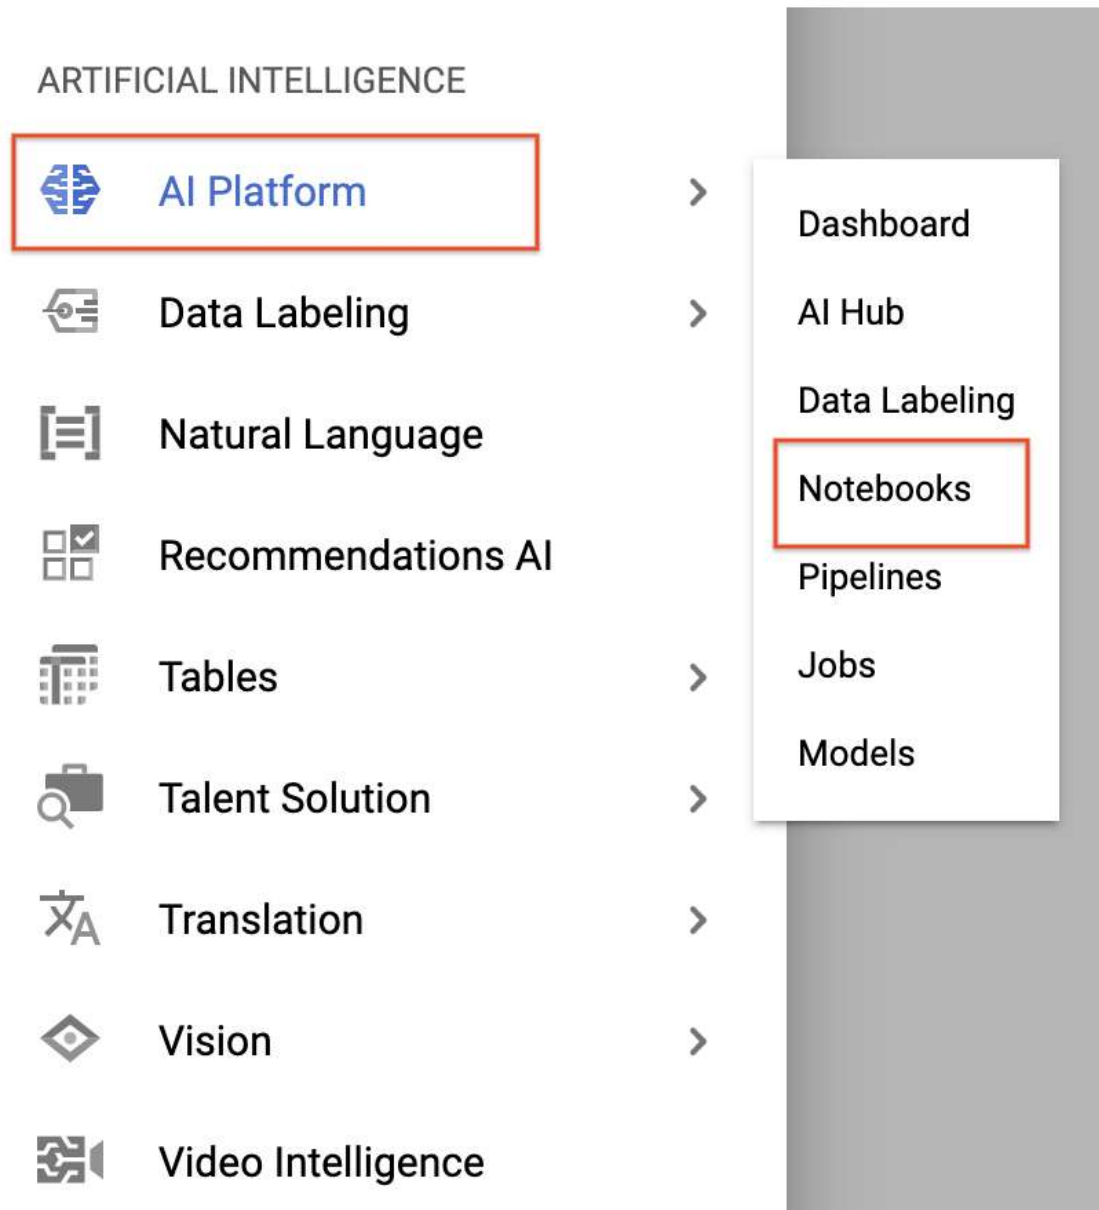 ARTIFICIAL INTELLIGENCE
AI Platform
Data Labeling
Natural Language
Recommendations AI
Tables
Talent Solution
Translation
Vision
Video Intelligence
Dashboard
AI Hub
Data Labeling
Notebooks
Pipelines
Jobs
Models